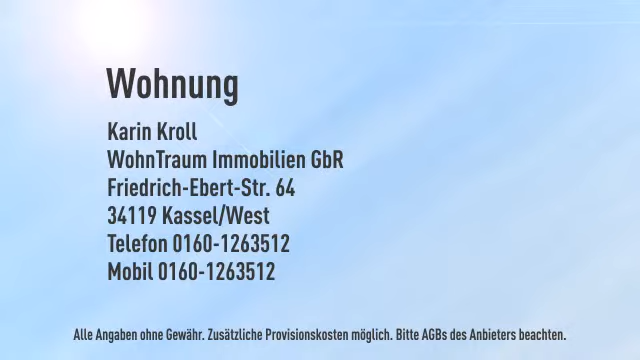 Wohnung
Karin Kroll
WohnTraum Immobilien GbR
Friedrich-Ebert-Str. 64
34119 Kassel/West
Telefon 0160-1263512
Mobil 0160-1263512
Alle Angaben ohne Gewähr. Zusätzliche Provisionskosten möglich. Bitte AGBs des Anbieters beachten.